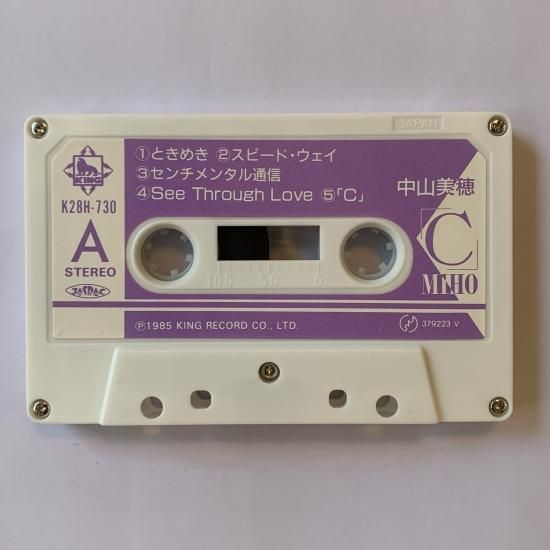 JAPAN
①ときめき ②スピード・ウェイ
③センチメンタル通信
④See Through Love ⑤「C」
KING
K28H-730
A
STEREO
JASRAC
中山美穂
C
MIHO
100 50 0
Ⓟ1985 KING RECORD CO., LTD.
379223 V